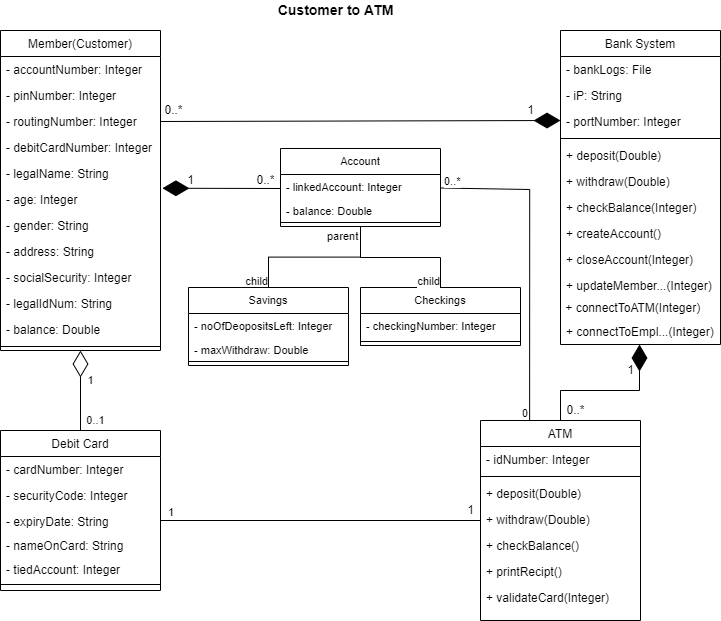 Customer to ATM
Member(Customer)
- accountNumber: Integer
- pinNumber: Integer
- routingNumber: Integer
- debitCardNumber: Integer
- legalName: String
- age: Integer
- gender: String
- address: String
- socialSecurity: Integer
- legalIdNum: String
- balance: Double
Bank System
- bankLogs: File
- iP: String
- portNumber: Integer
+ deposit(Double)
+ withdraw(Double)
+ checkBalance(Integer)
+ createAccount()
+ closeAccount(Integer)
+ updateMember...(Integer)
+ connectToATM(Integer)
+ connectToEmpl...(Integer)
0..*
1
1
0..*
Account
- linkedAccount: Integer
- balance: Double
0..*
parent
child
child
Savings
- noOfDeopositsLeft: Integer
- maxWithdraw: Double
Checkings
- checkingNumber: Integer
1
0..1
0
1
0..*
Debit Card
- cardNumber: Integer
- securityCode: Integer
- expiryDate: String
- nameOnCard: String
- tiedAccount: Integer
1
1
ATM
- idNumber: Integer
+ deposit(Double)
+ withdraw(Double)
+ checkBalance()
+ printRecipt()
+ validateCard(Integer)